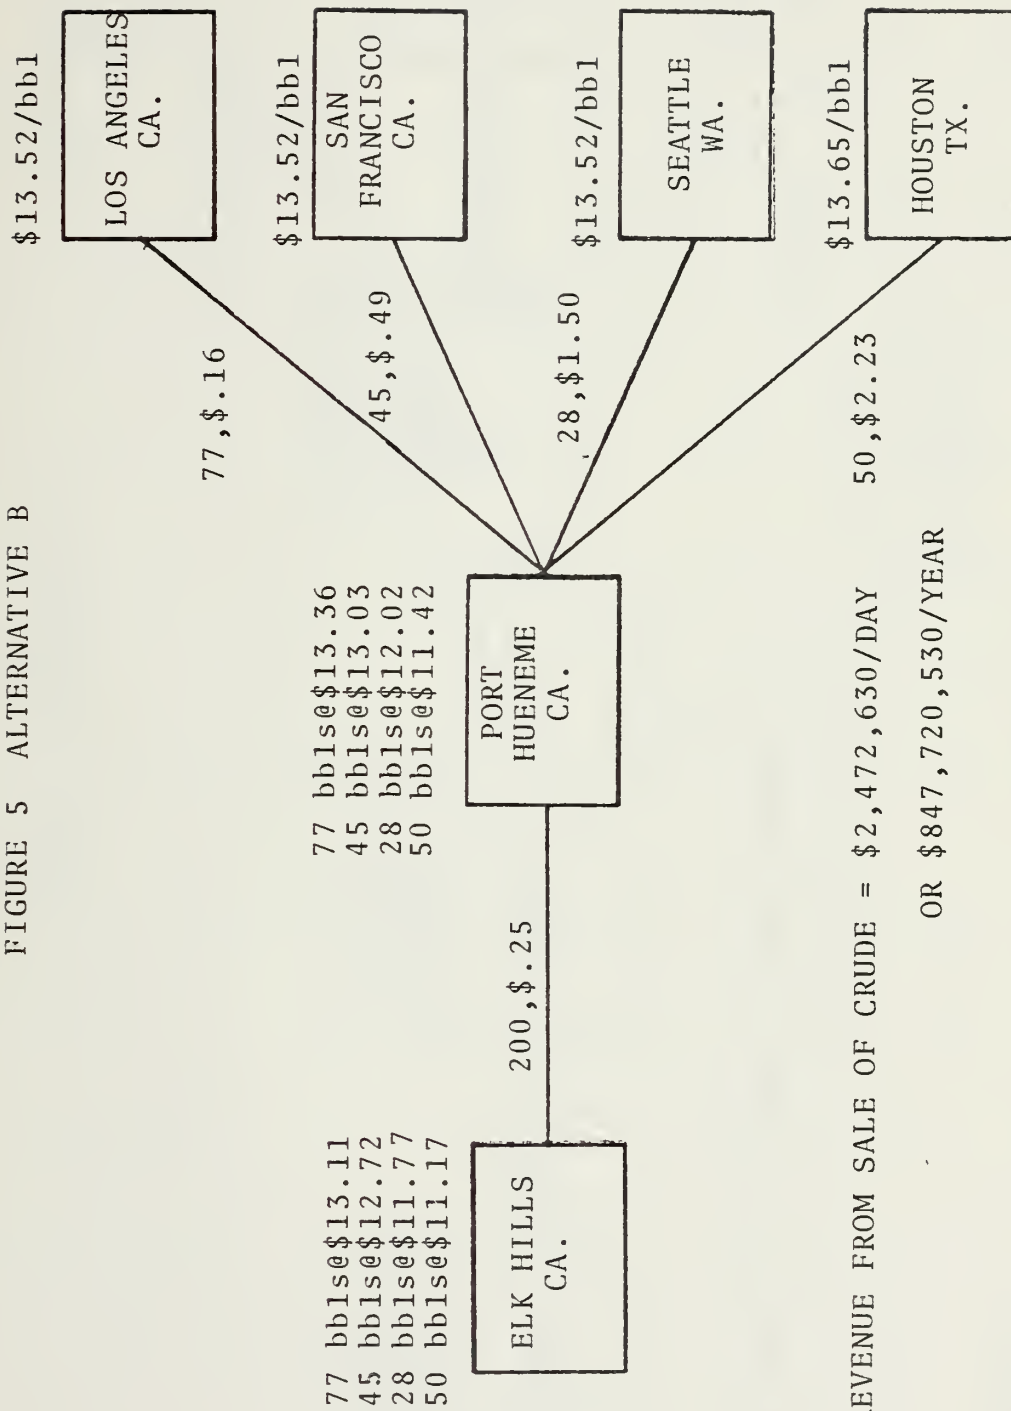 FIGURE 5 ALTERNATIVE B
77 bbls@$13.11
45 bbls@$12.72
28 bbls@$11.77
50 bbls@$11.17
ELK HILLS
CA.
200,$.25
77 bbls@$13.36
45 bbls@$13.03
28 bbls@$12.02
50 bbls@$11.42
PORT
HUENEME
CA.
77,$.16
45,$.49
28,$1.50
50,$2.23
$13.52/bbl
LOS ANGELES
CA.
$13.52/bbl
SAN
FRANCISCO
CA.
$13.52/bbl
SEATTLE
WA.
$13.65/bbl
HOUSTON
TX.
EVENUE FROM SALE OF CRUDE = $2,472,630/DAY
OR $847,720,530/YEAR